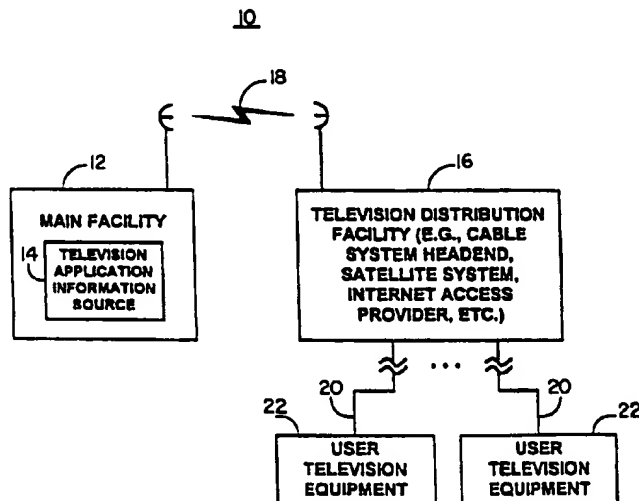 10
18
12
16
MAIN FACILITY
14
TELEVISION
APPLICATION
INFORMATION
SOURCE
TELEVISION DISTRIBUTION
FACILITY (E.G., CABLE
SYSTEM HEADEND,
SATELLITE SYSTEM,
INTERNET ACCESS
PROVIDER, ETC.)
...
20
20
22
22
USER
TELEVISION
EQUIPMENT
USER
TELEVISION
EQUIPMENT